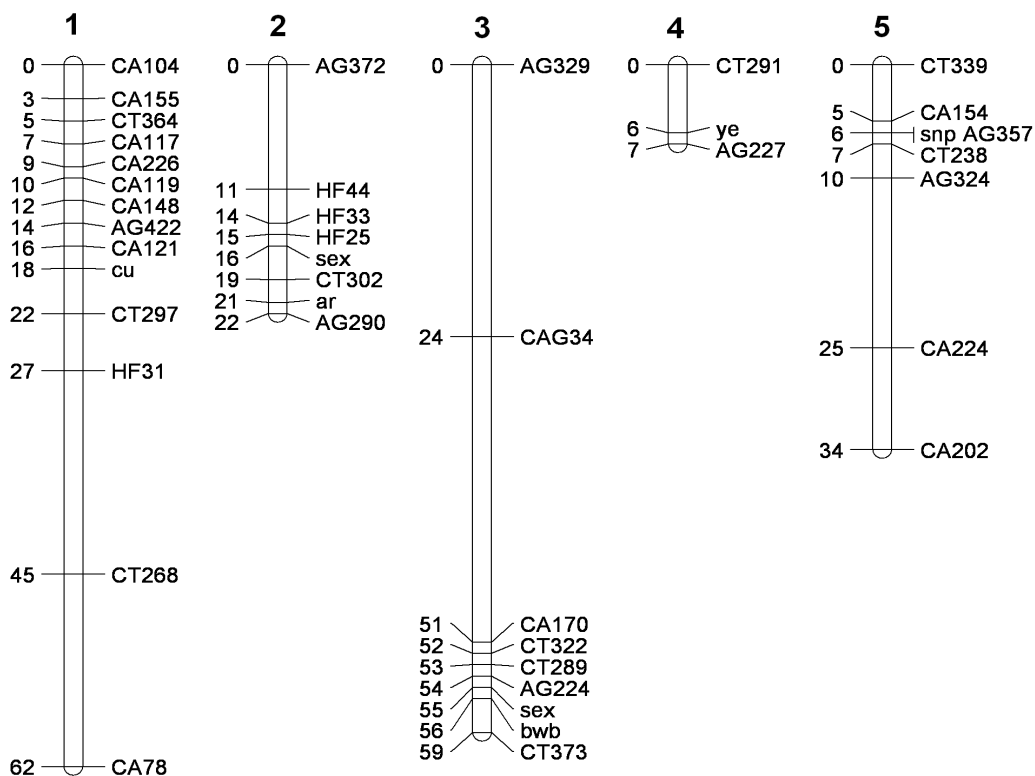 1
0 CA104
3 CA155
5 CT364
7 CA117
9 CA226
10 CA119
12 CA148
14 AG422
16 CA121
18 cu
22 CT297
27 HF31
45 CT268
62 CA78
2
0 AG372
11 HF44
14 HF33
15 HF25
16 sex
19 CT302
21 ar
22 AG290
3
0 AG329
24 CAG34
51 CA170
52 CT322
53 CT289
54 AG224
55 sex
56 bwb
59 CT373
4
0 CT291
6 ye
7 AG227
5
0 CT339
5 CA154
6 snp AG357
7 CT238
10 AG324
25 CA224
34 CA202